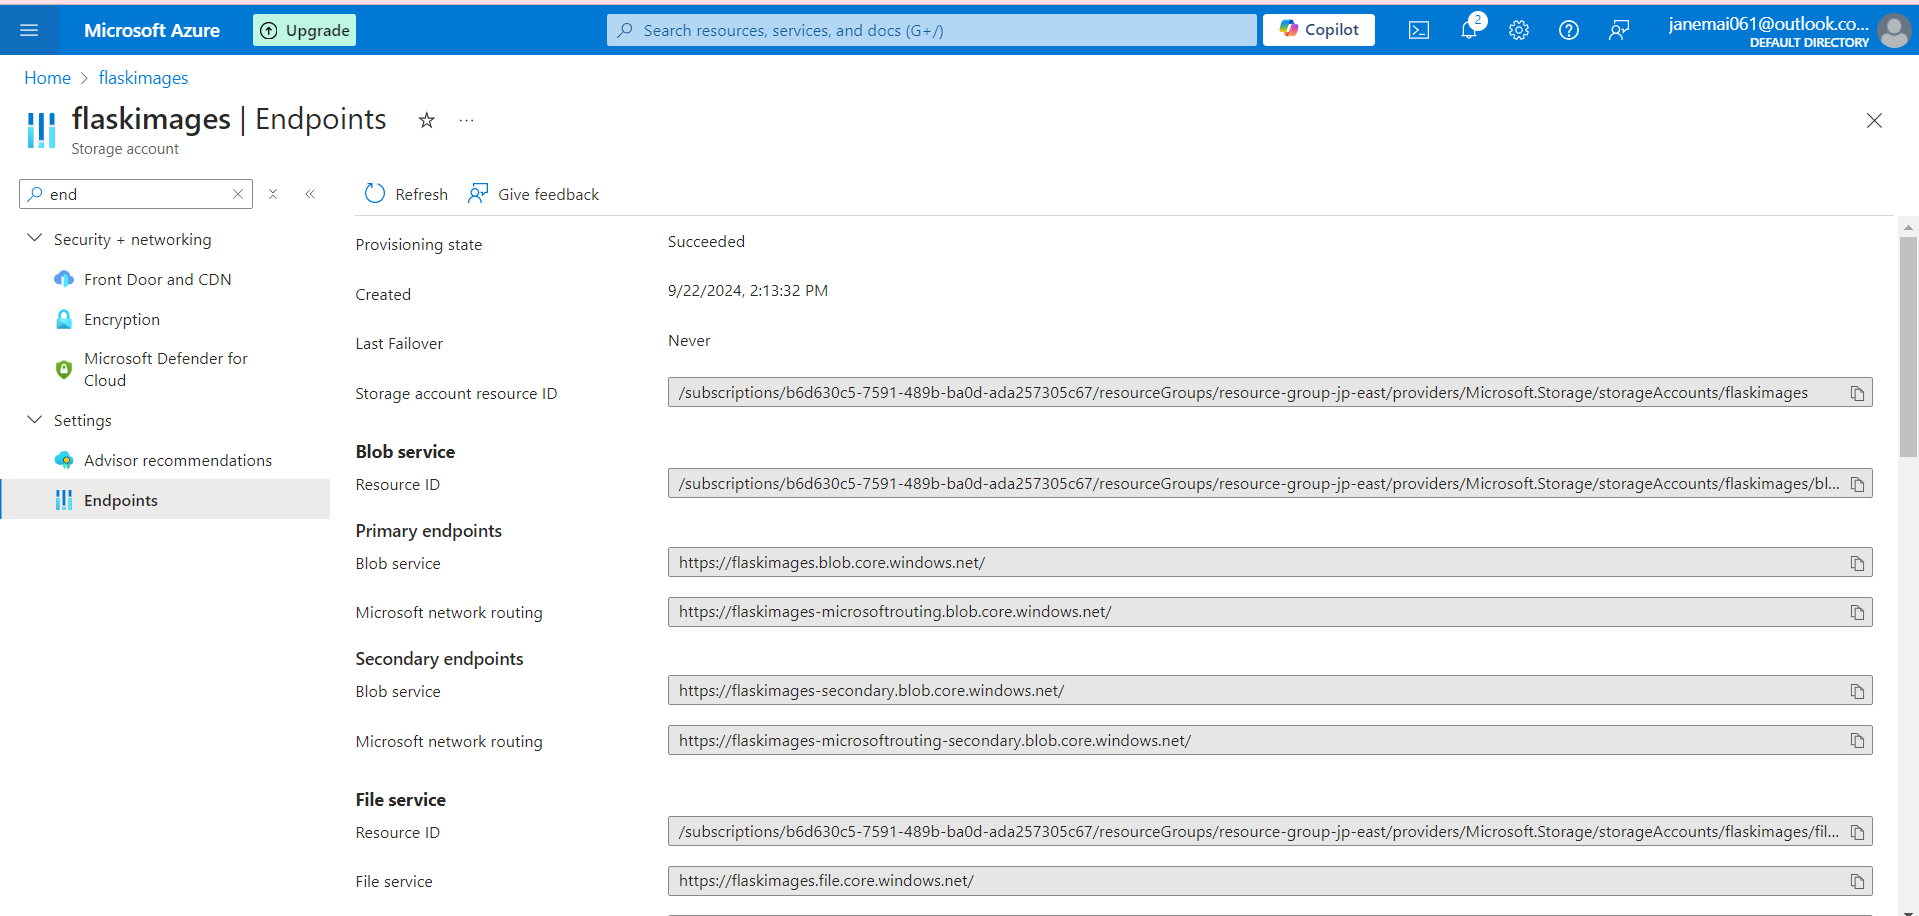 Microsoft Azure
Upgrade
Search resources, services, and docs (G+/)
Copilot
2
janemai061@outlook.co...
DEFAULT DIRECTORY
Home > flaskimages
flaskimages | Endpoints
...
Storage account
end
Refresh
Give feedback
Security + networking
Front Door and CDN
Encryption
Microsoft Defender for
Cloud
Settings
Advisor recommendations
Endpoints
Provisioning state
Succeeded
Created
9/22/2024, 2:13:32 PM
Last Failover
Never
Storage account resource ID
/subscriptions/b6d630c5-7591-489b-ba0d-ada257305c67/resourceGroups/resource-group-jp-east/providers/Microsoft.Storage/storageAccounts/flaskimages
Blob service
Resource ID
/subscriptions/b6d630c5-7591-489b-ba0d-ada257305c67/resourceGroups/resource-group-jp-east/providers/Microsoft.Storage/storageAccounts/flaskimages/bl...
Primary endpoints
Blob service
https://flaskimages.blob.core.windows.net/
Microsoft network routing
https://flaskimages-microsoftrouting.blob.core.windows.net/
Secondary endpoints
Blob service
https://flaskimages-secondary.blob.core.windows.net/
Microsoft network routing
https://flaskimages-microsoftrouting-secondary.blob.core.windows.net/
File service
Resource ID
/subscriptions/b6d630c5-7591-489b-ba0d-ada257305c67/resourceGroups/resource-group-jp-east/providers/Microsoft.Storage/storageAccounts/flaskimages/fil...
File service
https://flaskimages.file.core.windows.net/